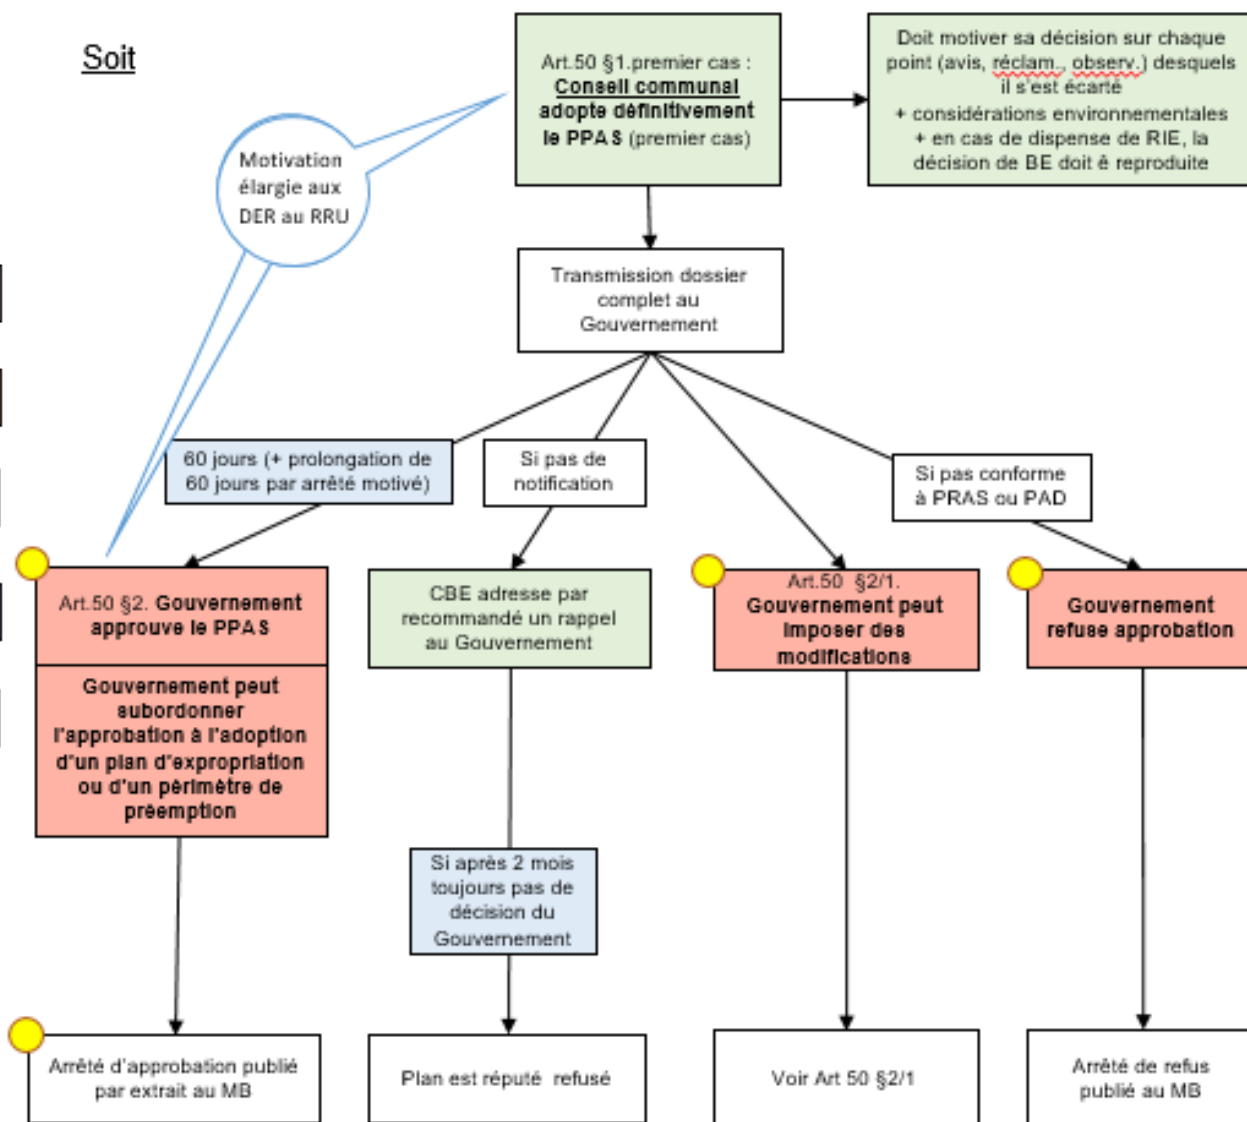 Soit
Art.50 §1.premier cas :
Conseil communal
adopte définitivement
le PPAS (premier cas)
Doit motiver sa décision sur chaque
point (avis, réclam., observ.) desquels
il s'est écarté
+ considérations environnementales
+ en cas de dispense de RIE, la
décision de BE doit ê reproduite
Motivation
élargie aux
DER au RRU
Transmission dossier
complet au
Gouvernement
60 jours (+ prolongation de
60 jours par arrêté motivé)
Si pas de
notification
Si pas conforme
à PRAS ou PAD
Art.50 §2. Gouvernement
approuve le PPAS
Gouvernement peut
subordonner
l'approbation à l'adoption
d'un plan d'expropriation
ou d'un périmètre de
préemption
CBE adresse par
recommandé un rappel
au Gouvernement
Art.50 §2/1.
Gouvernement peut
imposer des
modifications
Gouvernement
refuse approbation
Si après 2 mois
toujours pas de
décision du
Gouvernement
Arrêté d'approbation publié
par extrait au MB
Plan est réputé refusé
Voir Art 50 §2/1
Arrêté de refus
publié au MB